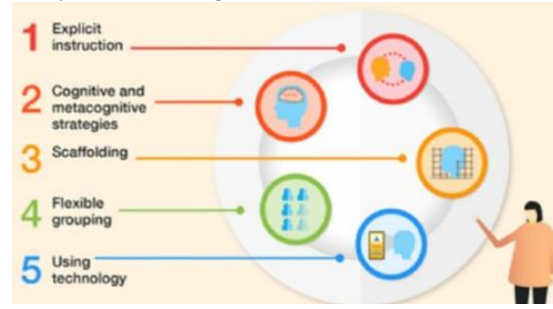 1 Explicit
instruction
2 Cognitive and
metacognitive
strategies
3 Scaffolding
4 Flexible
grouping
5 Using
technology